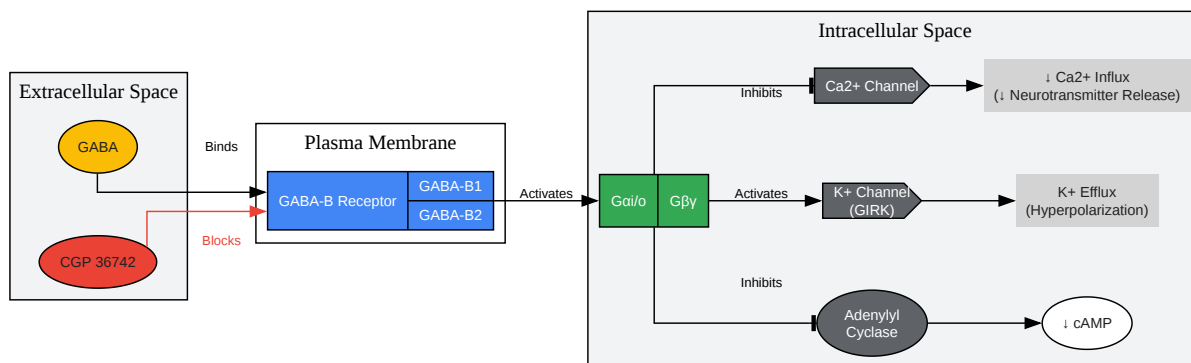 Extracellular Space
GABA
CGP 36742
Binds
Blocks
Plasma Membrane
GABA-B Receptor
GABA-B1
GABA-B2
Activates
Intracellular Space
Gαi/o
Gβγ
Inhibits
Ca2+ Channel
↓ Ca2+ Influx
(↓ Neurotransmitter Release)
Activates
K+ Channel
(GIRK)
K+ Efflux
(Hyperpolarization)
Inhibits
Adenylyl
Cyclase
↓ cAMP